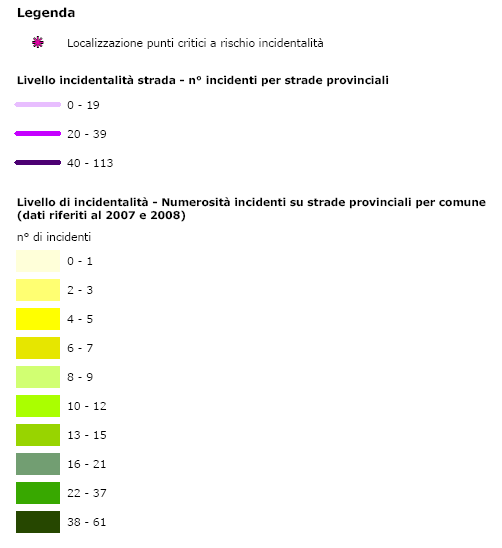 Legenda
Localizzazione punti critici a rischio incidentalità
Livello incidentalità strada - n° incidenti per strade provinciali
0 - 19
20 - 39
40 - 113
Livello di incidentalità - Numerosità incidenti su strade provinciali per comune
(dati riferiti al 2007 e 2008)
n° di incidenti
0 - 1
2 - 3
4 - 5
6 - 7
8 - 9
10 - 12
13 - 15
16 - 21
22 - 37
38 - 61